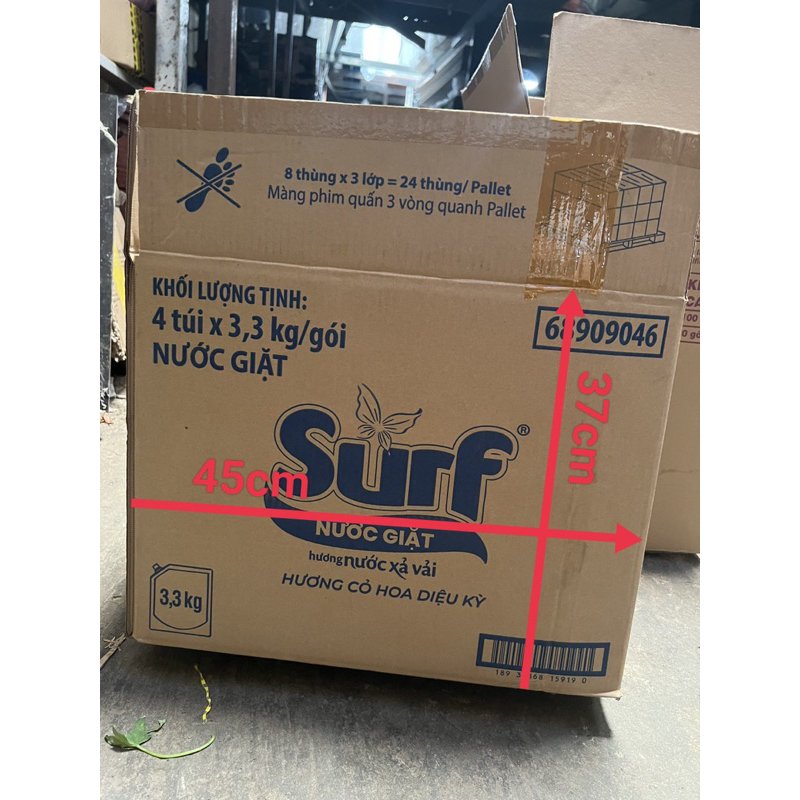 8 thùng x 3 lớp = 24 thùng/ Pallet
Màng phim quấn 3 vòng quanh Pallet
KHỐI LƯỢNG TỊNH:
4 túi x 3,3 kg/gói
NƯỚC GIẶT
68909046
37cm
Surf®
45cm
NƯỚC GIẶT
hương nước xả vải
HƯƠNG CỎ HOA DIỆU KỲ
3,3 kg